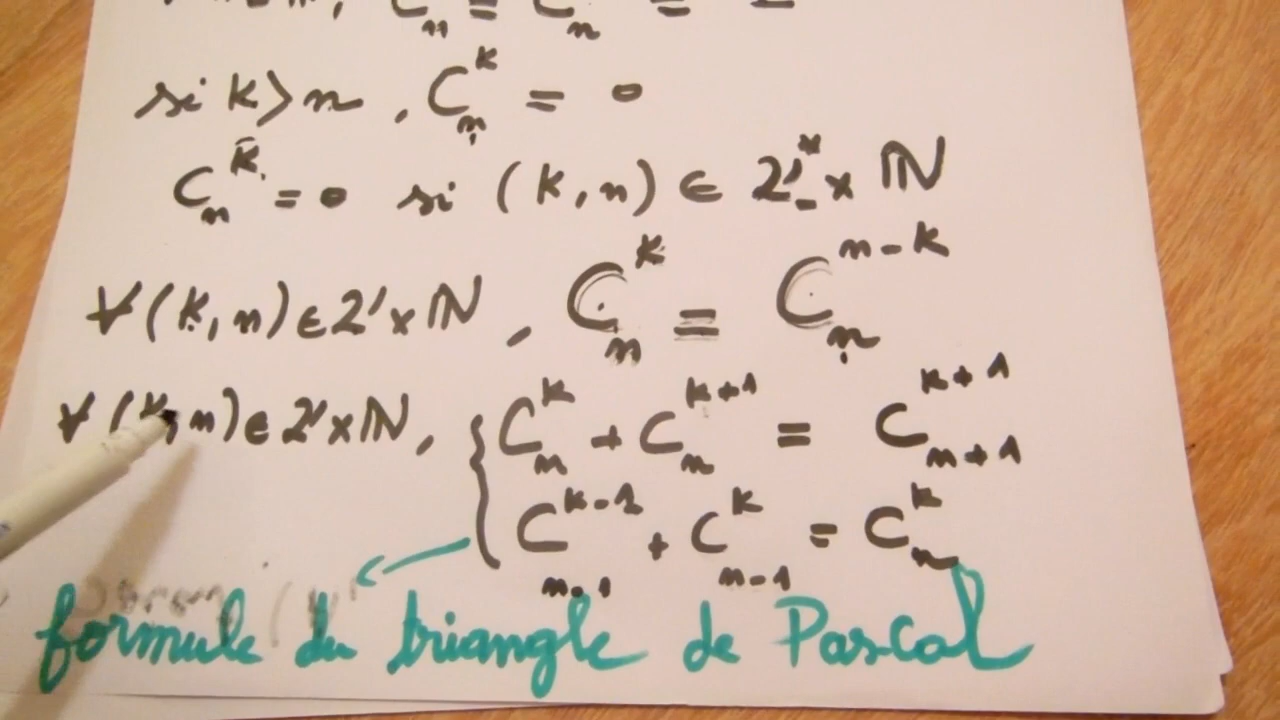 si k > n , C_n^k = 0
C_n^k = 0 si (k, n) ∈ ℤ_-^* × ℕ
∀ (k, n) ∈ ℤ × ℕ , C_n^k = C_n^{n-k}
∀ (k, n) ∈ ℤ × ℕ , { C_n^k + C_n^{k+1} = C_{n+1}^{k+1}
C_{n-1}^{k-1} + C_{n-1}^k = C_n^k
formule du triangle de Pascal